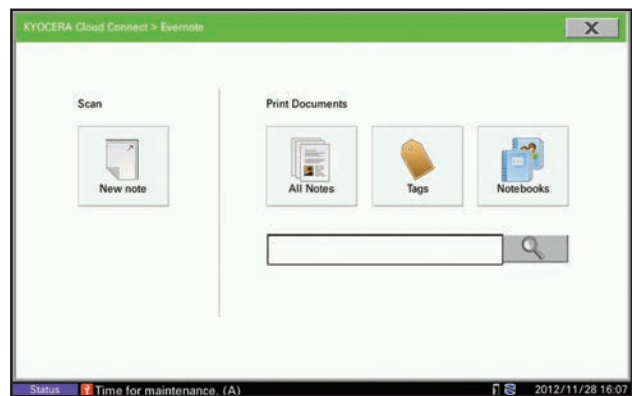 KYOCERA Cloud Connect > Evernote
X
Scan
Print Documents
New note
All Notes
Tags
Notebooks
Status
Time for maintenance. (A)
2012/11/28 16:07